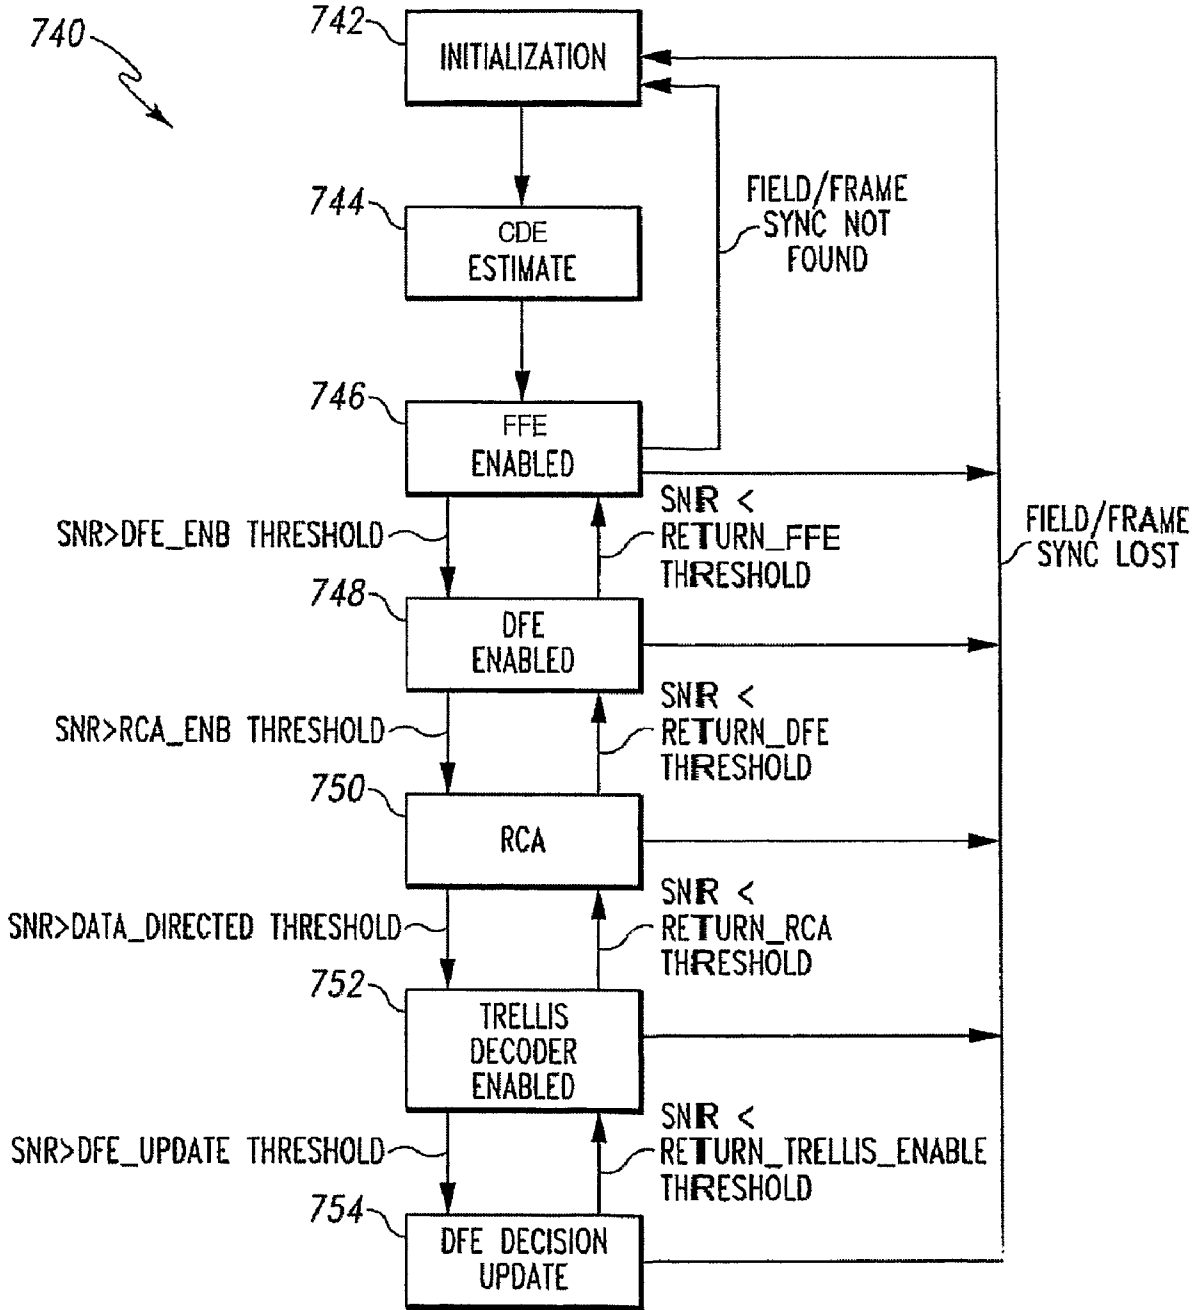 740
742
INITIALIZATION
744
CDE
ESTIMATE
FIELD/FRAME
SYNC NOT
FOUND
746
FFE
ENABLED
SNR>DFE_ENB THRESHOLD
SNR <
RETURN_FFE
THRESHOLD
FIELD/FRAME
SYNC LOST
748
DFE
ENABLED
SNR>RCA_ENB THRESHOLD
SNR <
RETURN_DFE
THRESHOLD
750
RCA
SNR>DATA_DIRECTED THRESHOLD
SNR <
RETURN_RCA
THRESHOLD
752
TRELLIS
DECODER
ENABLED
SNR>DFE_UPDATE THRESHOLD
SNR <
RETURN_TRELLIS_ENABLE
THRESHOLD
754
DFE DECISION
UPDATE